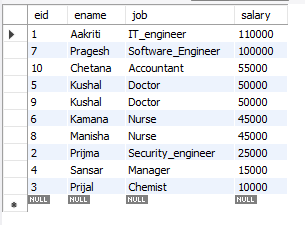 eid ename job salary
1 Aakriti IT_engineer 110000
7 Pragesh Software_Engineer 100000
10 Chetana Accountant 55000
5 Kushal Doctor 50000
9 Kushal Doctor 50000
6 Kamana Nurse 45000
8 Manisha Nurse 45000
2 Prijma Security_engineer 25000
4 Sansar Manager 15000
3 Prijal Chemist 10000
NULL NULL NULL NULL